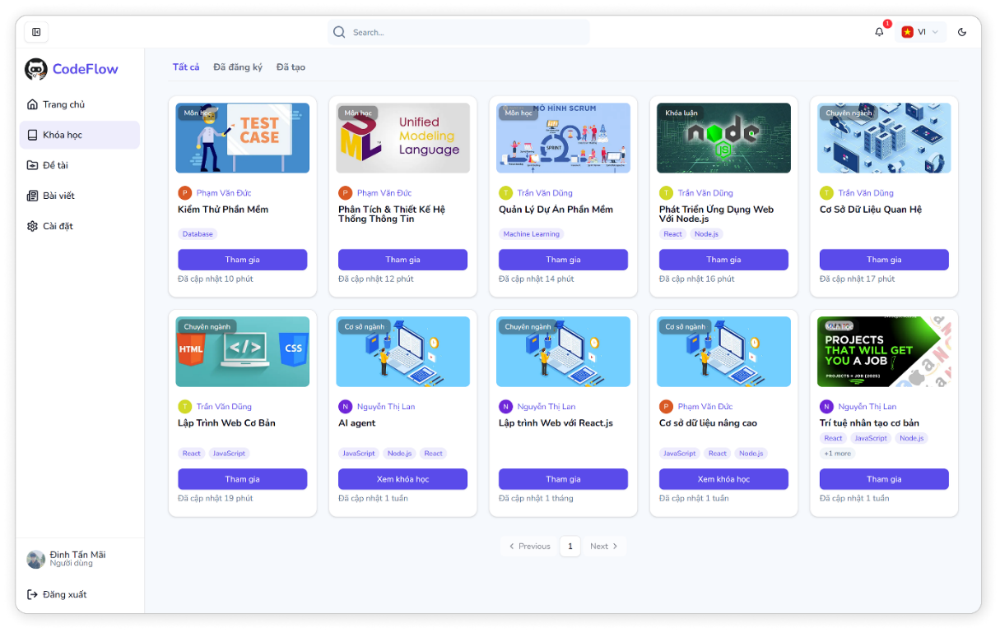 Search...
1
VI
CodeFlow
Trang chủ
Khóa học
Đề tài
Bài viết
Cài đặt
Đinh Tấn Mãi
Người dùng
Đăng xuất
Tất cả
Đã đăng ký
Đã tạo
Môn học
TEST
CASE
P
Phạm Văn Đức
Kiểm Thử Phần Mềm
Database
Tham gia
Đã cập nhật 10 phút
Môn học
UML
Unified
Modeling
Language
P
Phạm Văn Đức
Phân Tích & Thiết Kế Hệ
Thống Thông Tin
Tham gia
Đã cập nhật 12 phút
Môn học
MÔ HÌNH SCRUM
SPRINT
T
Trần Văn Dũng
Quản Lý Dự Án Phần Mềm
Machine Learning
Tham gia
Đã cập nhật 14 phút
Khóa luận
node
JS
T
Trần Văn Dũng
Phát Triển Ứng Dụng Web
Với Node.js
React
Node.js
Tham gia
Đã cập nhật 16 phút
Chuyên ngành
T
Trần Văn Dũng
Cơ Sở Dữ Liệu Quan Hệ
Tham gia
Đã cập nhật 17 phút
Chuyên ngành
HTML
</>
CSS
T
Trần Văn Dũng
Lập Trình Web Cơ Bản
React
JavaScript
Tham gia
Đã cập nhật 19 phút
Cơ sở ngành
N
Nguyễn Thị Lan
AI agent
JavaScript
Node.js
React
Xem khóa học
Đã cập nhật 1 tuần
Chuyên ngành
N
Nguyễn Thị Lan
Lập trình Web với React.js
Tham gia
Đã cập nhật 1 tháng
Cơ sở ngành
P
Phạm Văn Đức
Cơ sở dữ liệu nâng cao
JavaScript
React
Node.js
Xem khóa học
Đã cập nhật 1 tuần
Môn học
PROJECTS
THAT WILL GET
YOU A JOB
PROJECTS = JOB [2025]
N
Nguyễn Thị Lan
Trí tuệ nhân tạo cơ bản
React
JavaScript
Node.js
+1 more
Tham gia
Đã cập nhật 1 tuần
Previous
1
Next